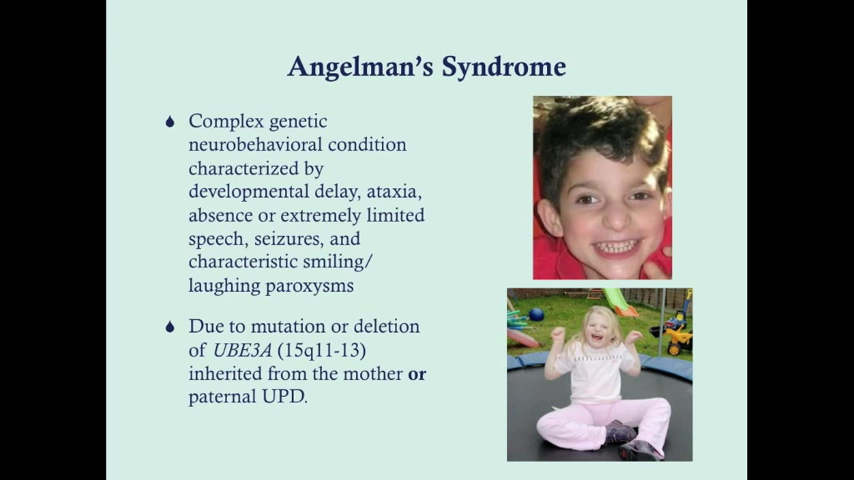 Angelman’s Syndrome
Complex genetic
neurobehavioral condition
characterized by
developmental delay, ataxia,
absence or extremely limited
speech, seizures, and
characteristic smiling/
laughing paroxysms
Due to mutation or deletion
of UBE3A (15q11-13)
inherited from the mother or
paternal UPD.